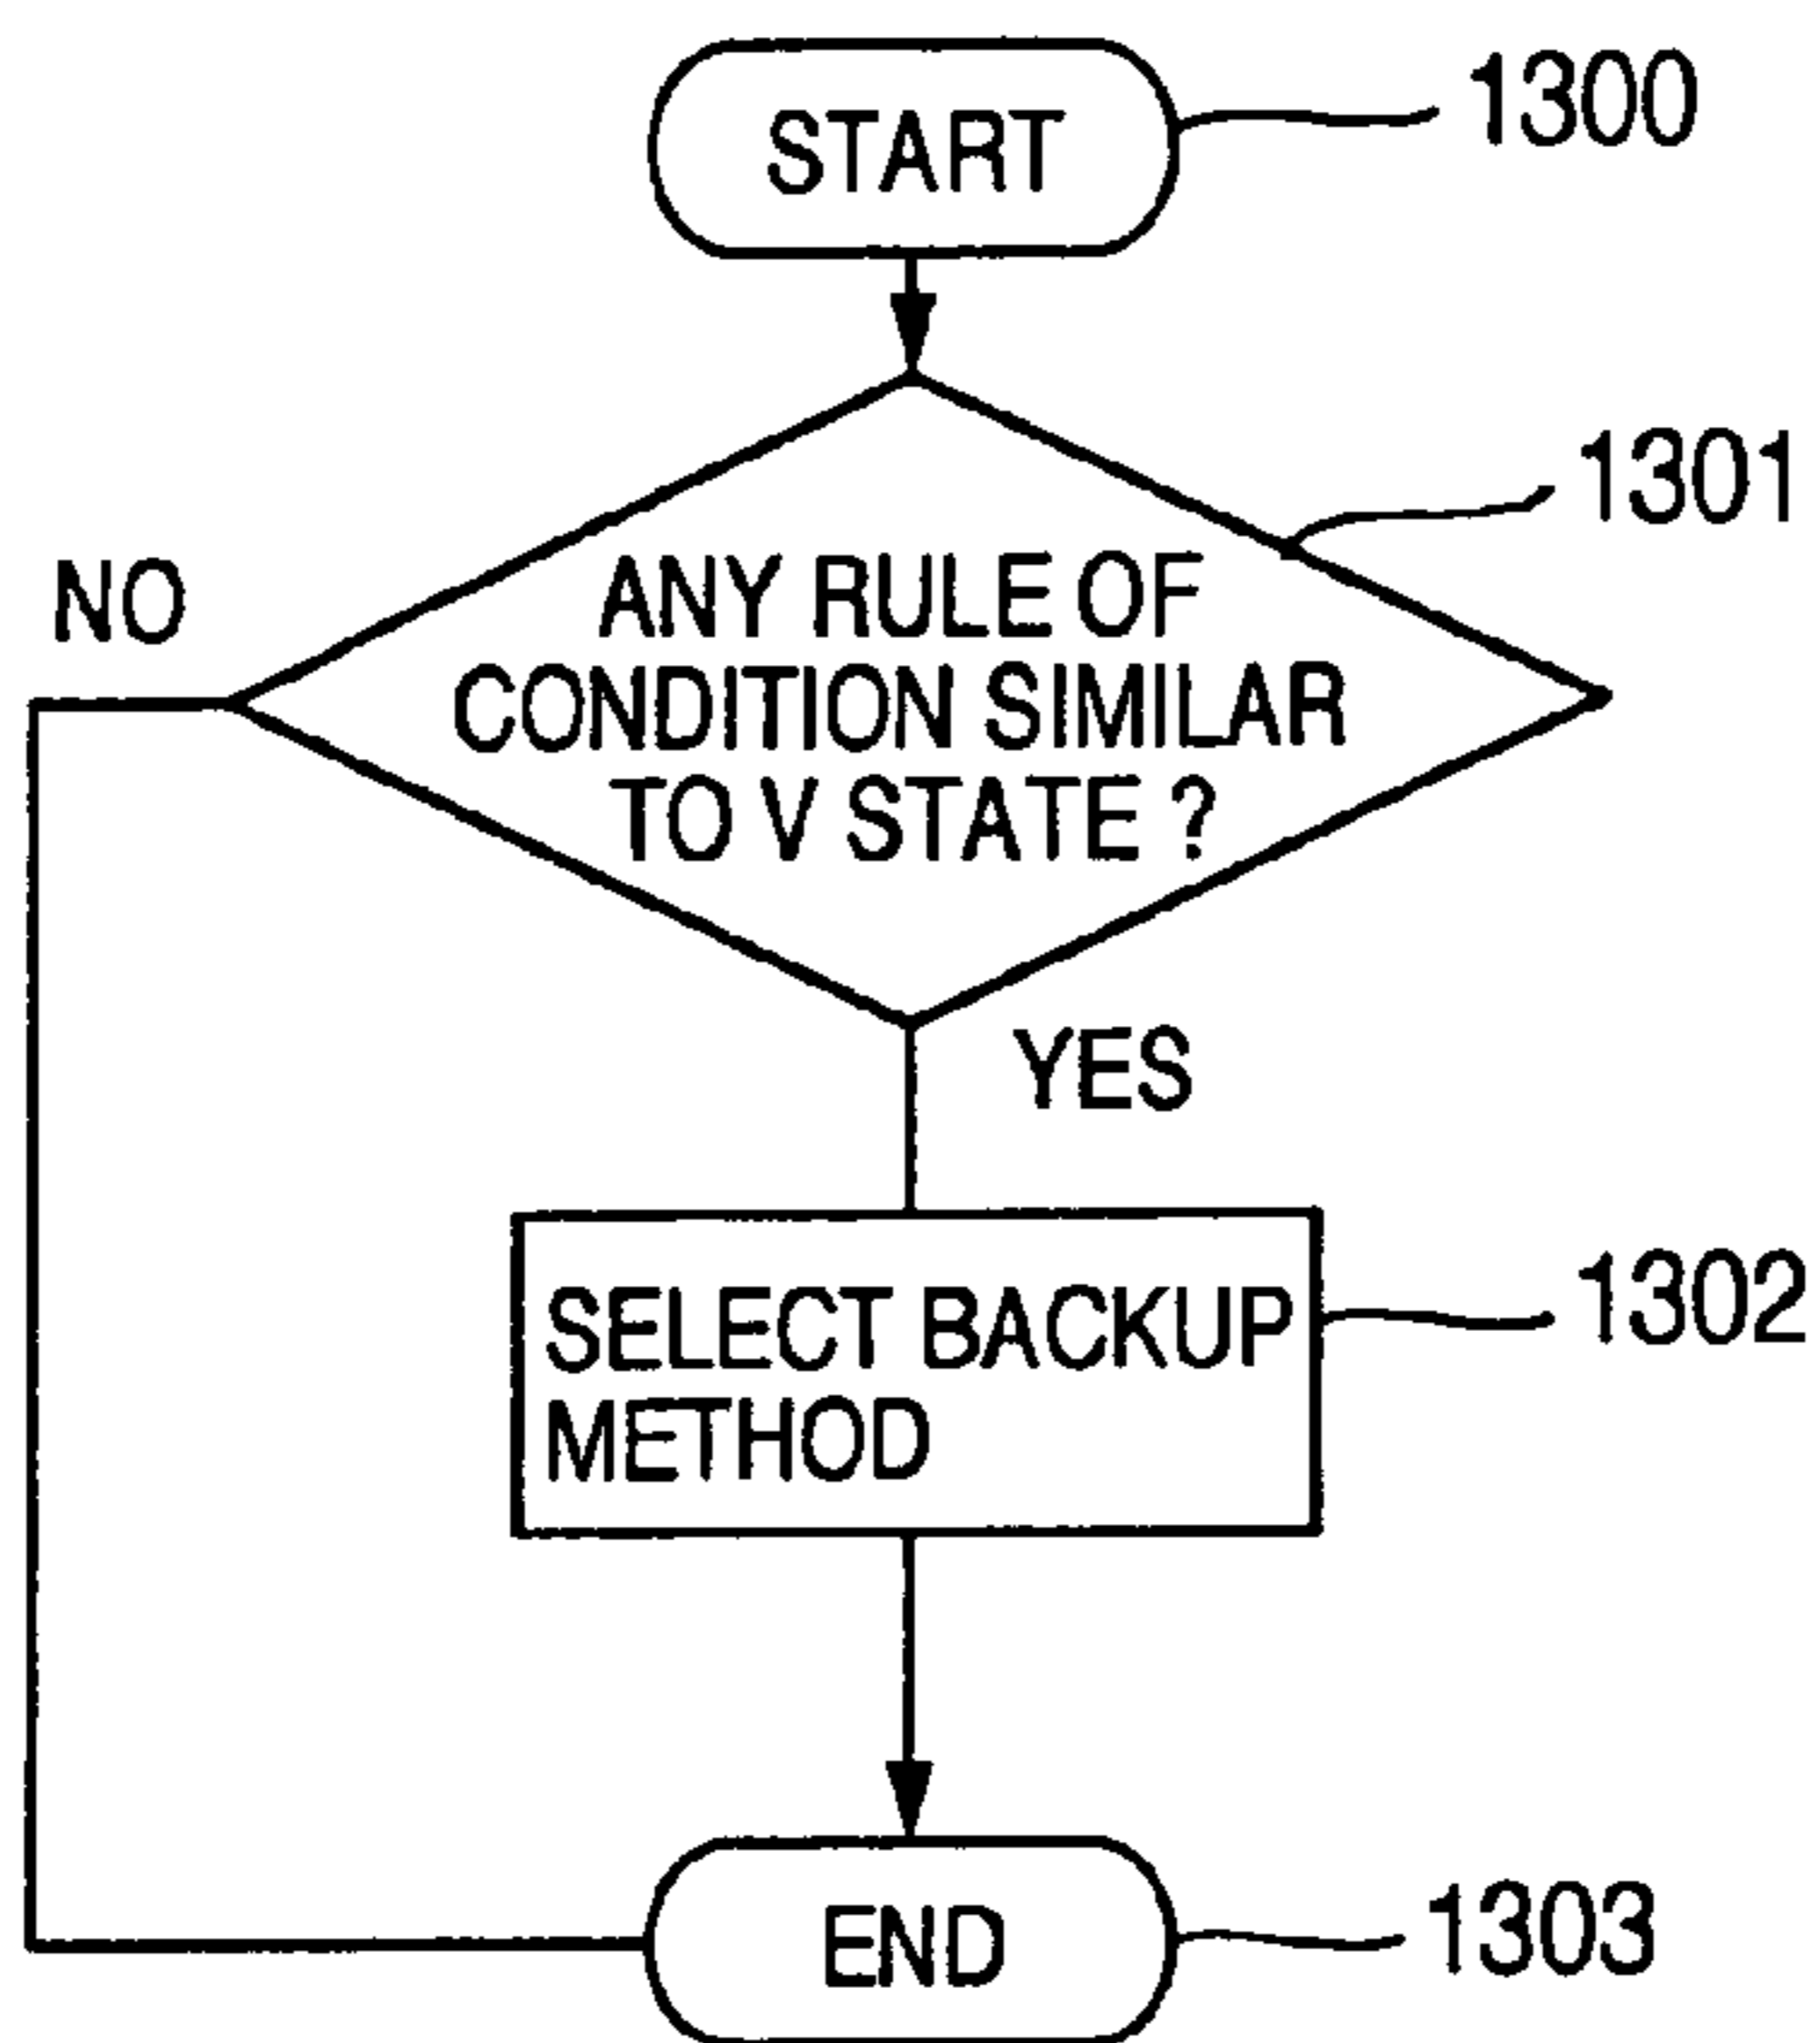 START
1300
1301
NO
ANY RULE OF
CONDITION SIMILAR
TO V STATE ?
YES
SELECT BACKUP
METHOD
1302
END
1303